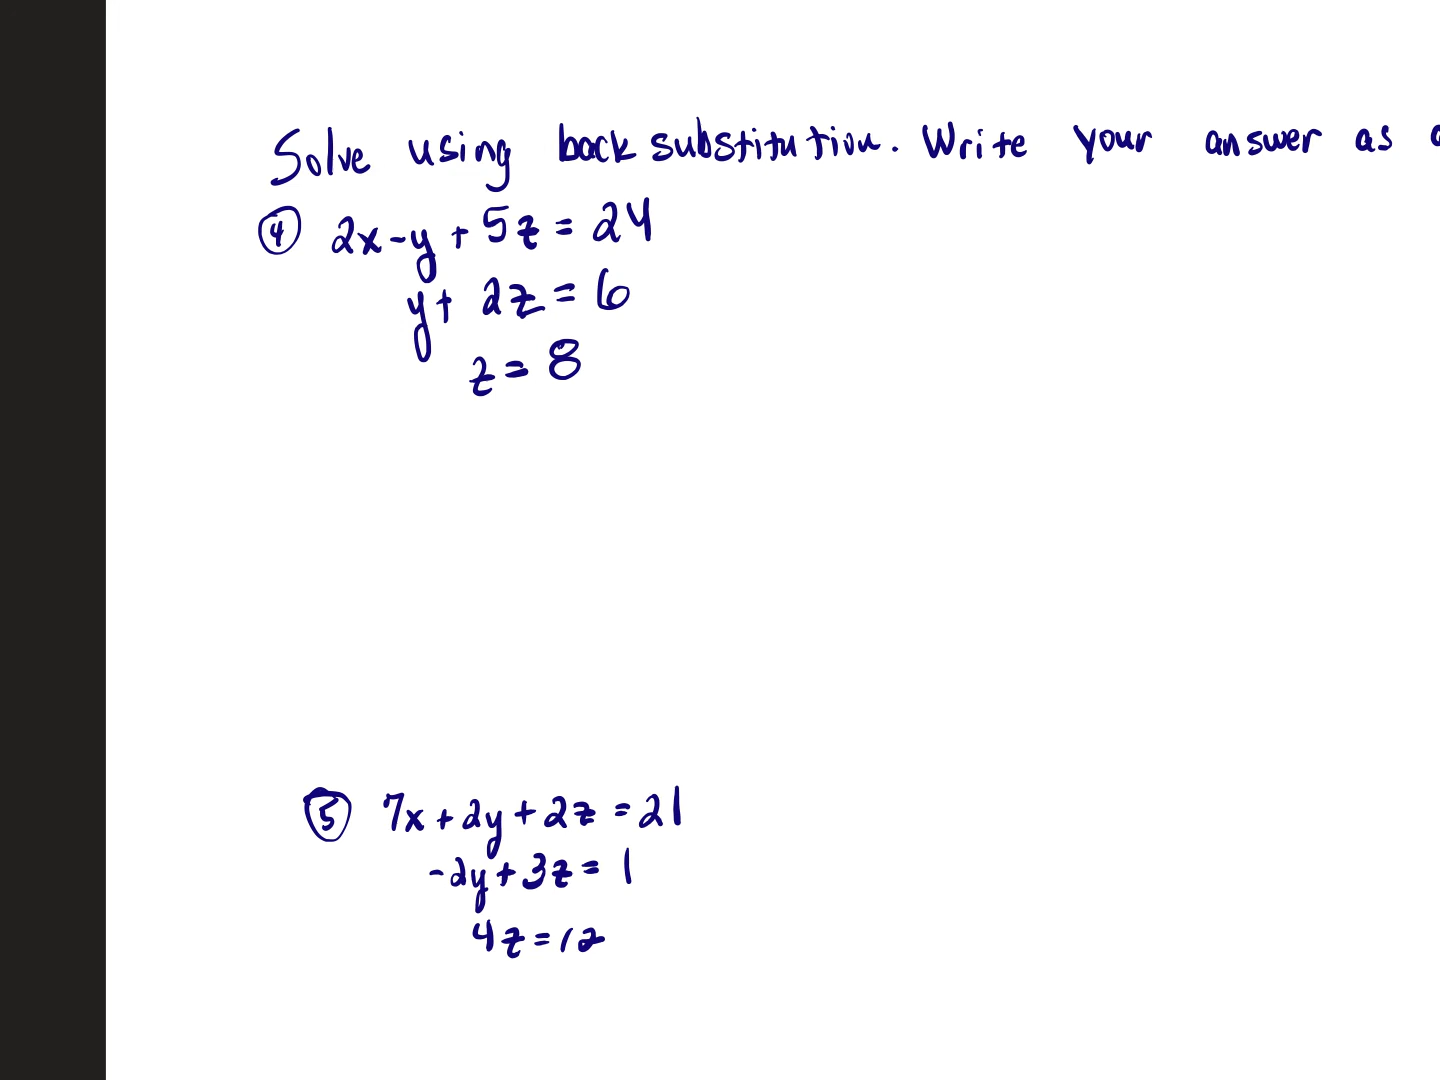 Solve using back substitution. Write your answer as
④ 2x - y + 5z = 24
y + 2z = 6
z = 8
⑤ 7x + 2y + 2z = 21
-2y + 3z = 1
4z = 12